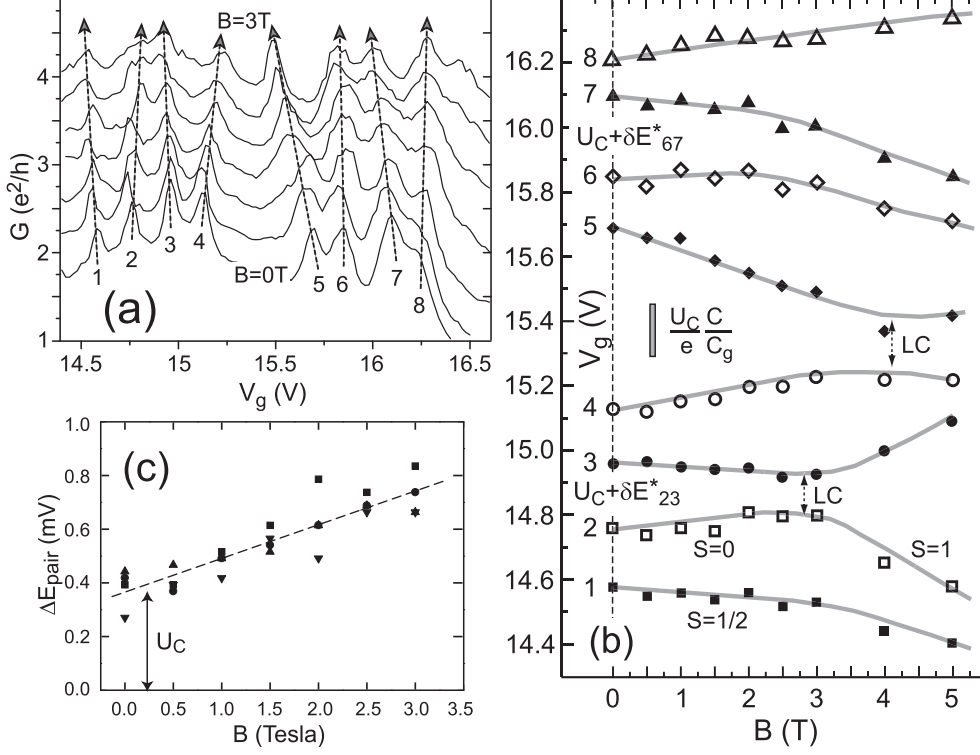 B=3T
4
3
2
1
G (e²/h)
1
2
3
4
B=0T
5
6
7
8
(a)
14.5
15
15.5
16
16.5
V_g (V)
(c)
1.0
0.8
0.6
0.4
0.2
0.0
ΔE_pair (mV)
U_C
0.0
0.5
1.0
1.5
2.0
2.5
3.0
3.5
B (Tesla)
16.2
16.0
15.8
15.6
15.4
15.2
15.0
14.8
14.6
14.4
V_g (V)
8
7
U_C+δE*_67
6
5
U_C C
e C_g
LC
4
3
U_C+δE*_23
LC
2
S=0
S=1
1
S=1/2
(b)
0
1
2
3
4
5
B (T)